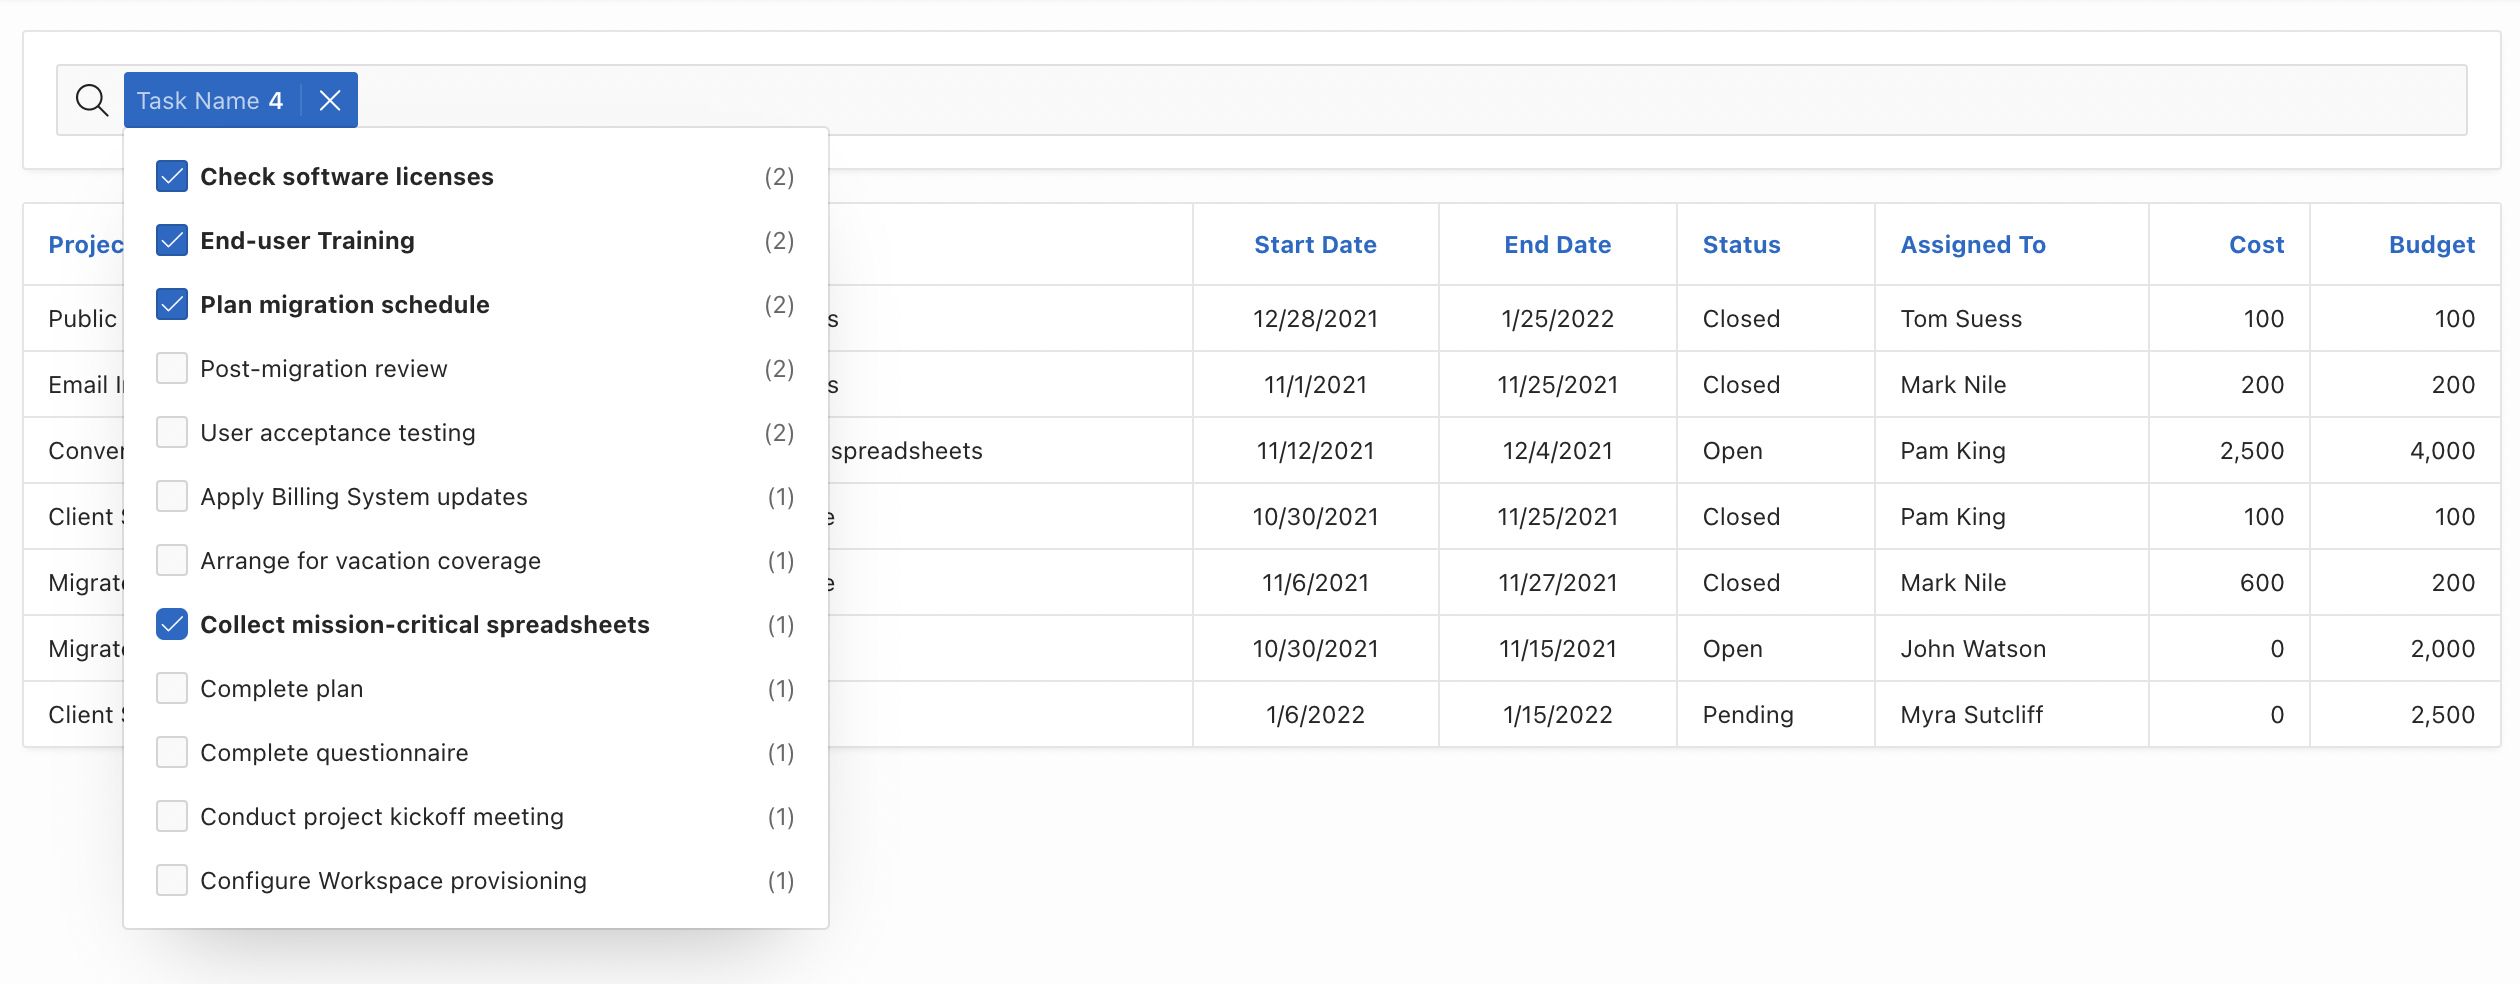 Task Name 4
Check software licenses (2)
End-user Training (2)
Plan migration schedule (2)
Post-migration review (2)
User acceptance testing (2)
Apply Billing System updates (1)
Arrange for vacation coverage (1)
Collect mission-critical spreadsheets (1)
Complete plan (1)
Complete questionnaire (1)
Conduct project kickoff meeting (1)
Configure Workspace provisioning (1)
Start Date End Date Status Assigned To Cost Budget
Public 12/28/2021 1/25/2022 Closed Tom Suess 100 100
Email 11/1/2021 11/25/2021 Closed Mark Nile 200 200
spreadsheets 11/12/2021 12/4/2021 Open Pam King 2,500 4,000
Client 10/30/2021 11/25/2021 Closed Pam King 100 100
11/6/2021 11/27/2021 Closed Mark Nile 600 200
10/30/2021 11/15/2021 Open John Watson 0 2,000
Client 1/6/2022 1/15/2022 Pending Myra Sutcliff 0 2,500